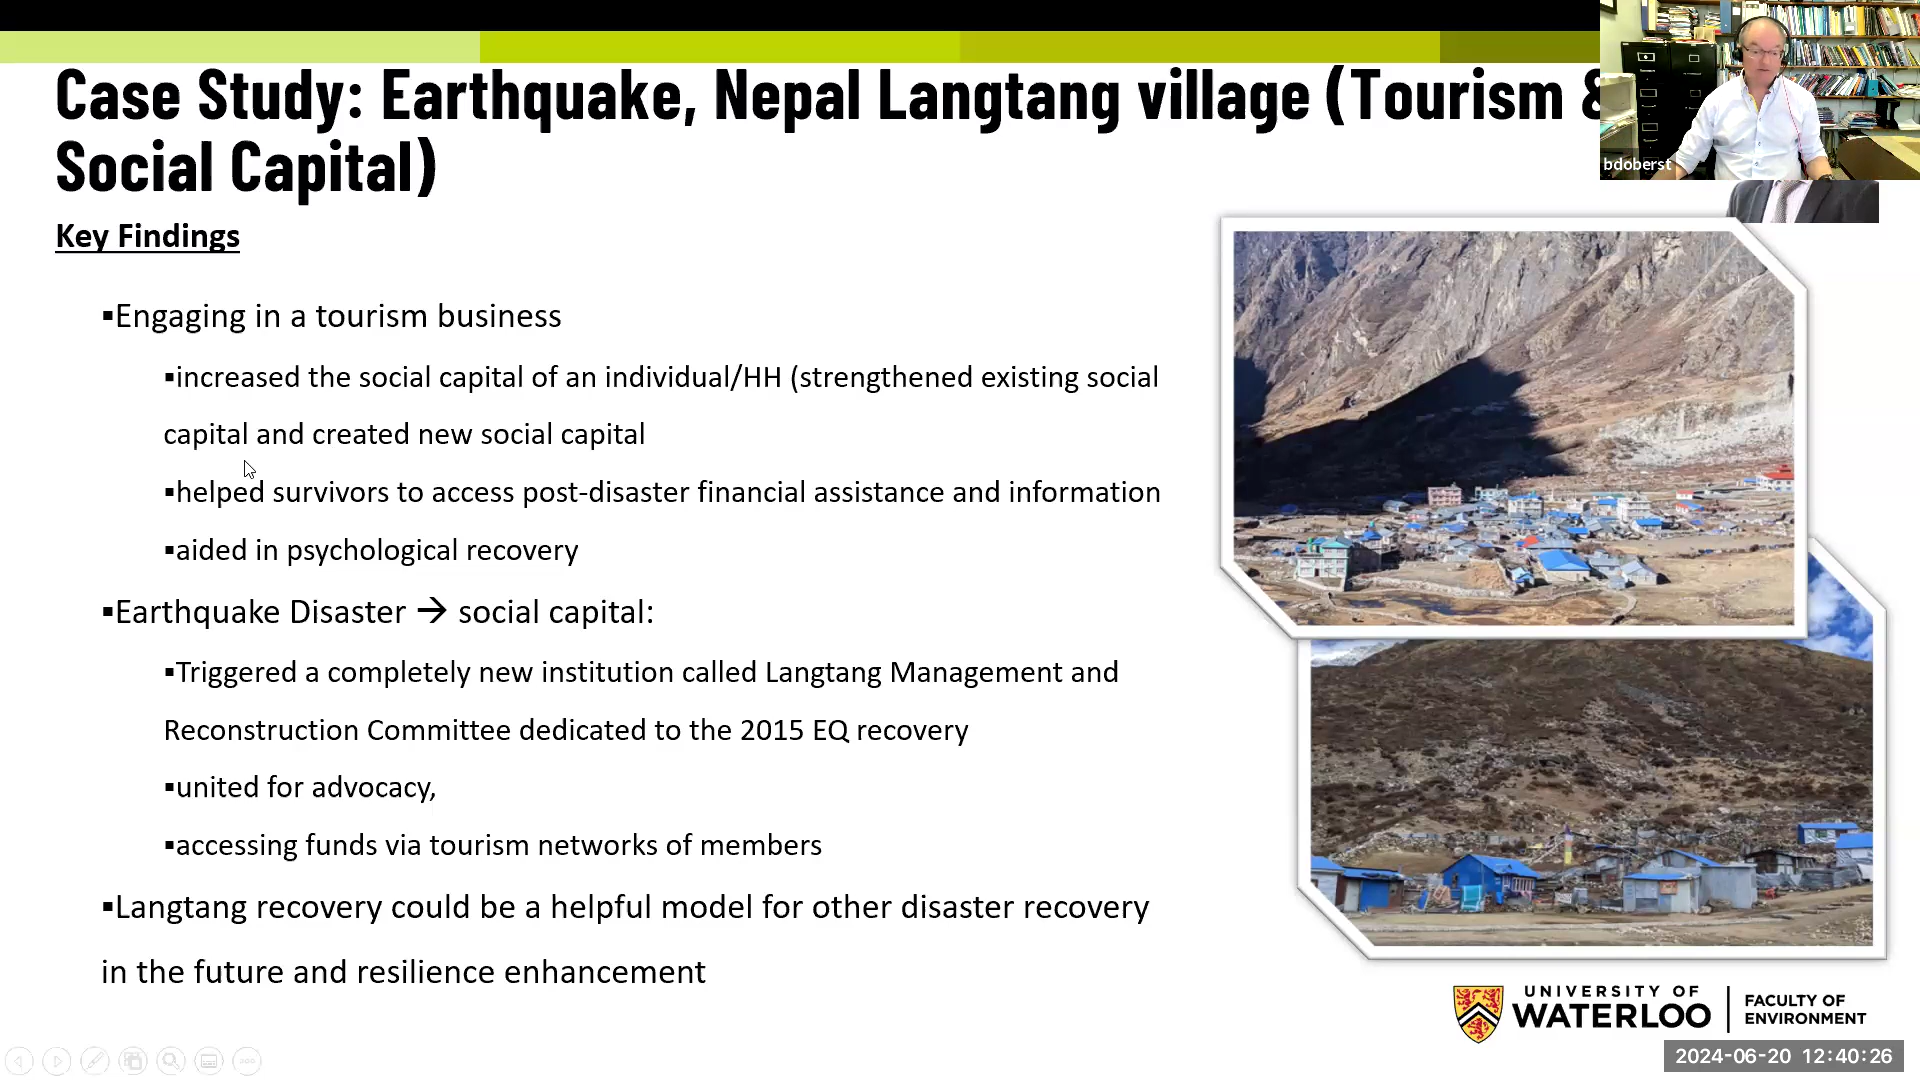 Case Study: Earthquake, Nepal Langtang village (Tourism &
Social Capital)
bdoberst
Key Findings
▪Engaging in a tourism business
▪increased the social capital of an individual/HH (strengthened existing social
capital and created new social capital
▪helped survivors to access post-disaster financial assistance and information
▪aided in psychological recovery
▪Earthquake Disaster → social capital:
▪Triggered a completely new institution called Langtang Management and
Reconstruction Committee dedicated to the 2015 EQ recovery
▪united for advocacy,
▪accessing funds via tourism networks of members
▪Langtang recovery could be a helpful model for other disaster recovery
in the future and resilience enhancement
UNIVERSITY OF
WATERLOO
FACULTY OF
ENVIRONMENT
2024-06-20 12:40:26